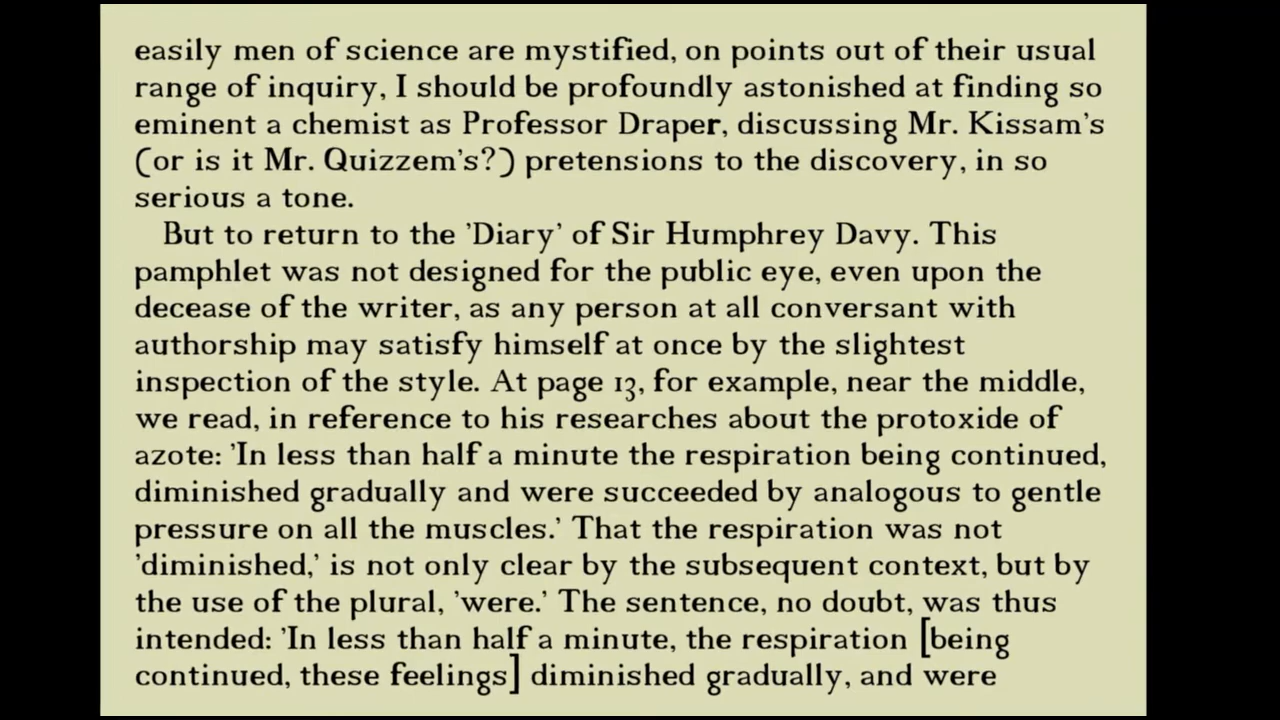 easily men of science are mystified, on points out of their usual
range of inquiry, I should be profoundly astonished at finding so
eminent a chemist as Professor Draper, discussing Mr. Kissam's
(or is it Mr. Quizzem's?) pretensions to the discovery, in so
serious a tone.
But to return to the 'Diary' of Sir Humphrey Davy. This
pamphlet was not designed for the public eye, even upon the
decease of the writer, as any person at all conversant with
authorship may satisfy himself at once by the slightest
inspection of the style. At page 13, for example, near the middle,
we read, in reference to his researches about the protoxide of
azote: 'In less than half a minute the respiration being continued,
diminished gradually and were succeeded by analogous to gentle
pressure on all the muscles.' That the respiration was not
'diminished,' is not only clear by the subsequent context, but by
the use of the plural, 'were.' The sentence, no doubt, was thus
intended: 'In less than half a minute, the respiration [being
continued, these feelings] diminished gradually, and were